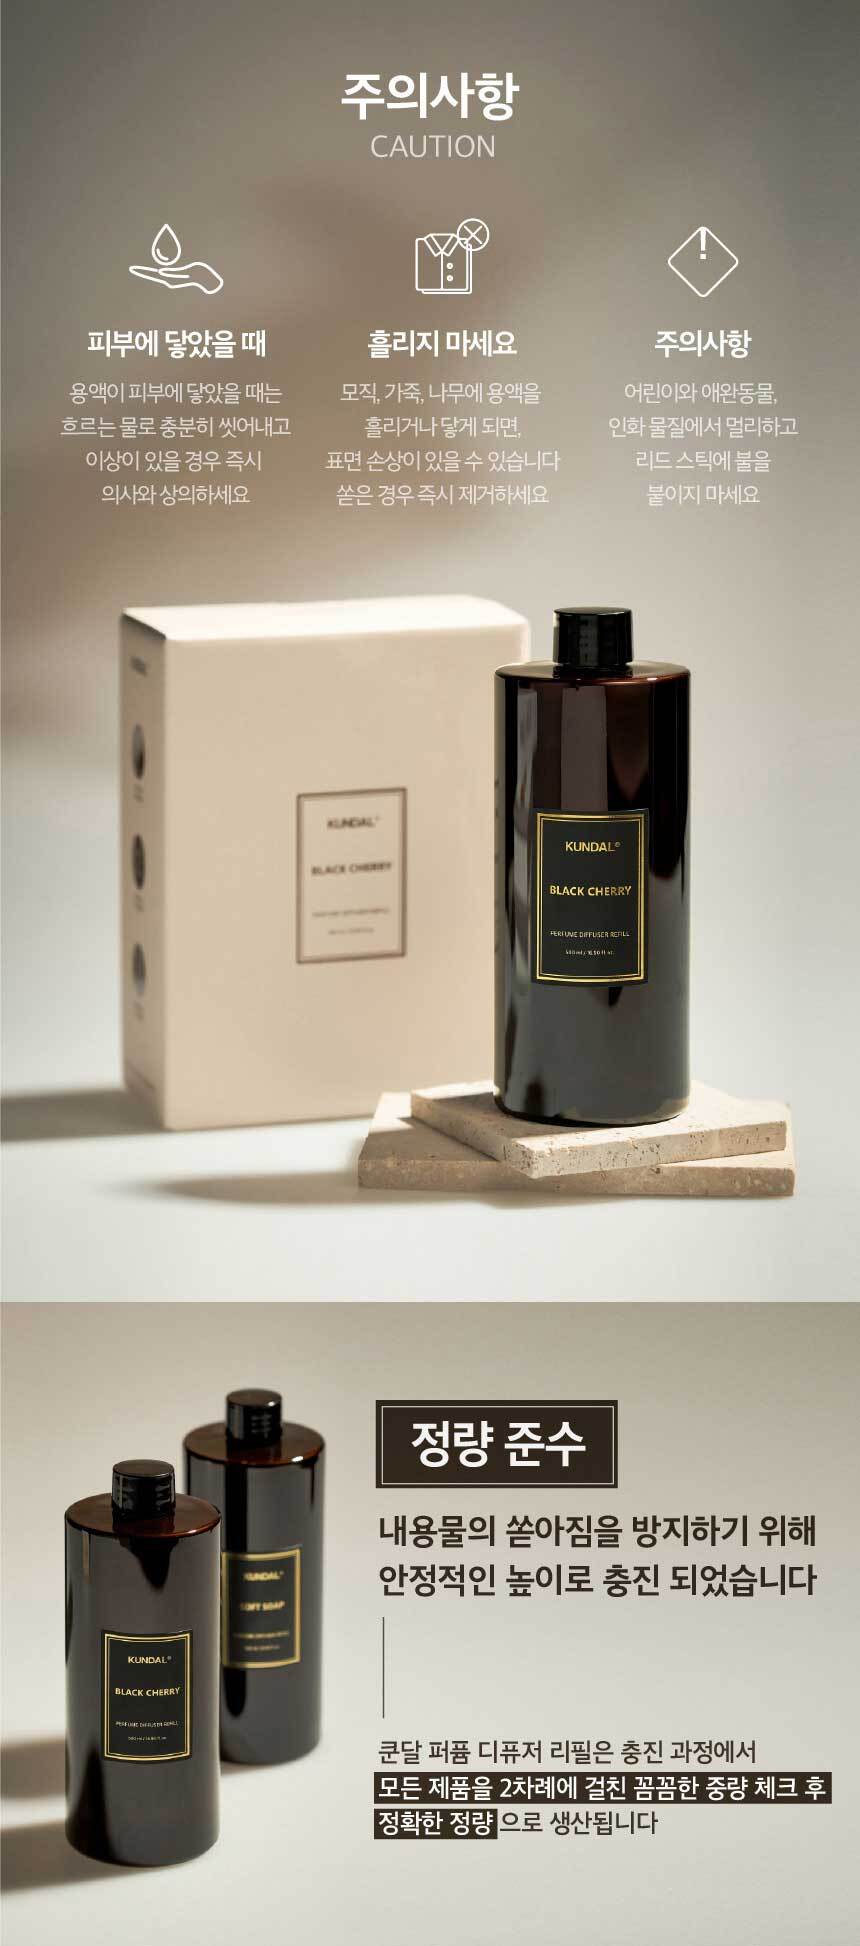 주의사항
CAUTION
피부에 닿았을 때
용액이 피부에 닿았을 때는
흐르는 물로 충분히 씻어내고
이상이 있을 경우 즉시
의사와 상의하세요
흘리지 마세요
모직, 가죽, 나무에 용액을
흘리거나 닿게 되면,
표면 손상이 있을 수 있습니다
쏟은 경우 즉시 제거하세요
주의사항
어린이와 애완동물,
인화 물질에서 멀리하고
리드 스틱에 불을
붙이지 마세요
KUNDAL
BLACK CHERRY
KUNDAL®
BLACK CHERRY
PERFUME DIFFUSER REFILL
500 ml / 16.90 fl oz.
정량 준수
내용물의 쏟아짐을 방지하기 위해
안정적인 높이로 충진 되었습니다
쿤달 퍼퓸 디퓨저 리필은 충진 과정에서
모든 제품을 2차례에 걸친 꼼꼼한 중량 체크 후
정확한 정량으로 생산됩니다
KUNDAL®
SOFT SOAP
KUNDAL®
BLACK CHERRY
PERFUME DIFFUSER REFILL